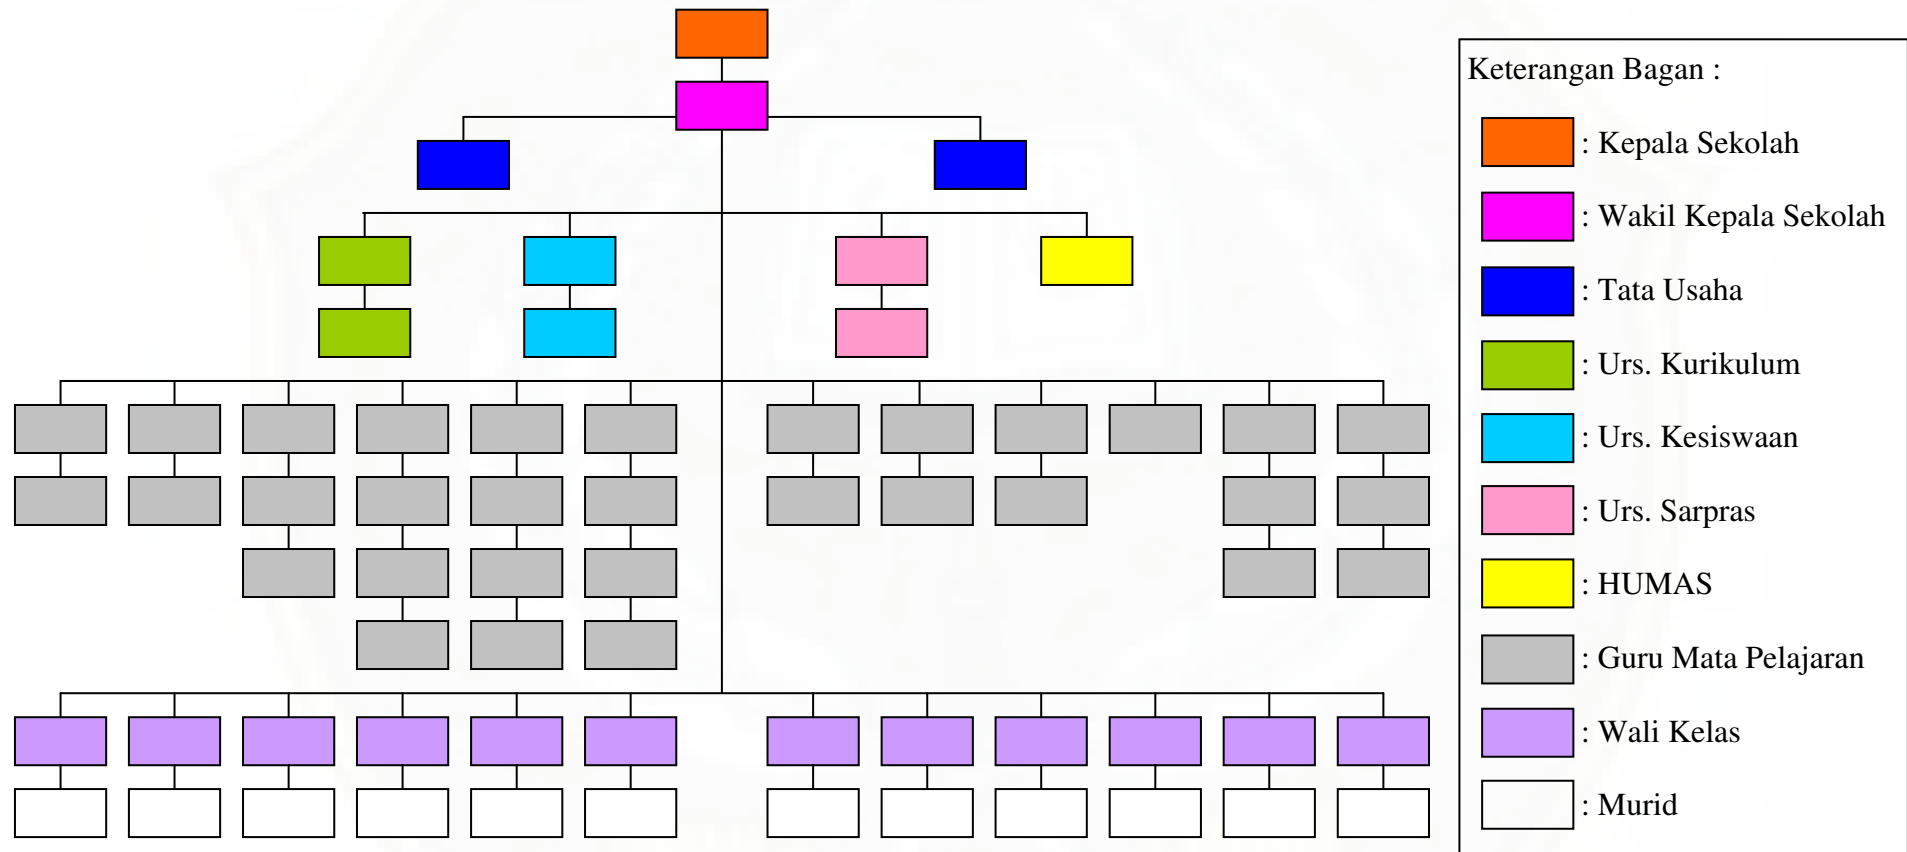 Keterangan Bagan :
: Kepala Sekolah
: Wakil Kepala Sekolah
: Tata Usaha
: Urs. Kurikulum
: Urs. Kesiswaan
: Urs. Sarpras
: HUMAS
: Guru Mata Pelajaran
: Wali Kelas
: Murid